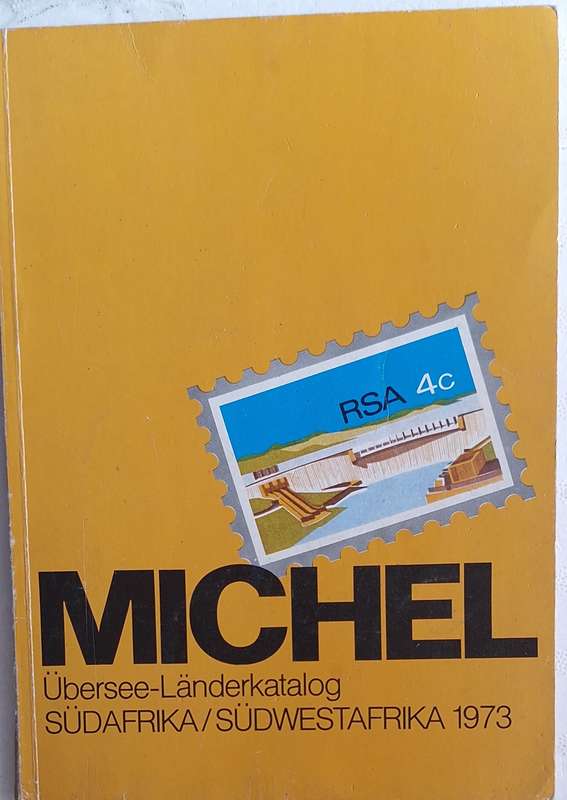 RSA 4c
MICHEL
Übersee-Länderkatalog
SÜDAFRIKA/SÜDWESTAFRIKA 1973